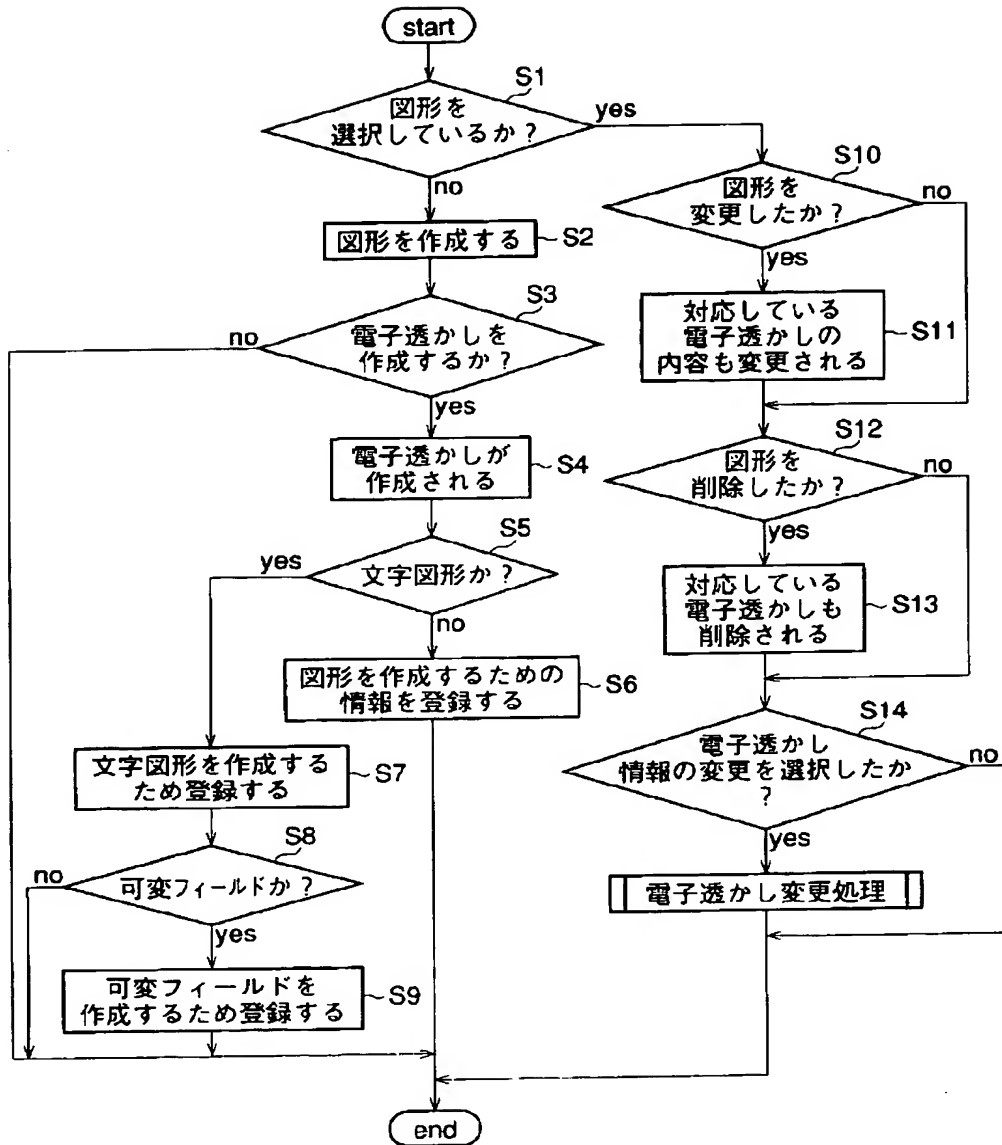 start
S1
図形を
選択しているか？
yes
no
図形を作成する
S2
S3
電子透かしを
作成するか？
no
yes
電子透かしが
作成される
S4
S5
文字図形か？
yes
no
図形を作成するための
情報を登録する
S6
文字図形を作成する
ため登録する
S7
S8
可変フィールドか？
no
yes
可変フィールドを
作成するため登録する
S9
S10
図形を
変更したか？
no
yes
対応している
電子透かしの
内容も変更される
S11
S12
図形を
削除したか？
no
yes
対応している
電子透かしも
削除される
S13
S14
電子透かし
情報の変更を選択したか
？
no
yes
電子透かし変更処理
end